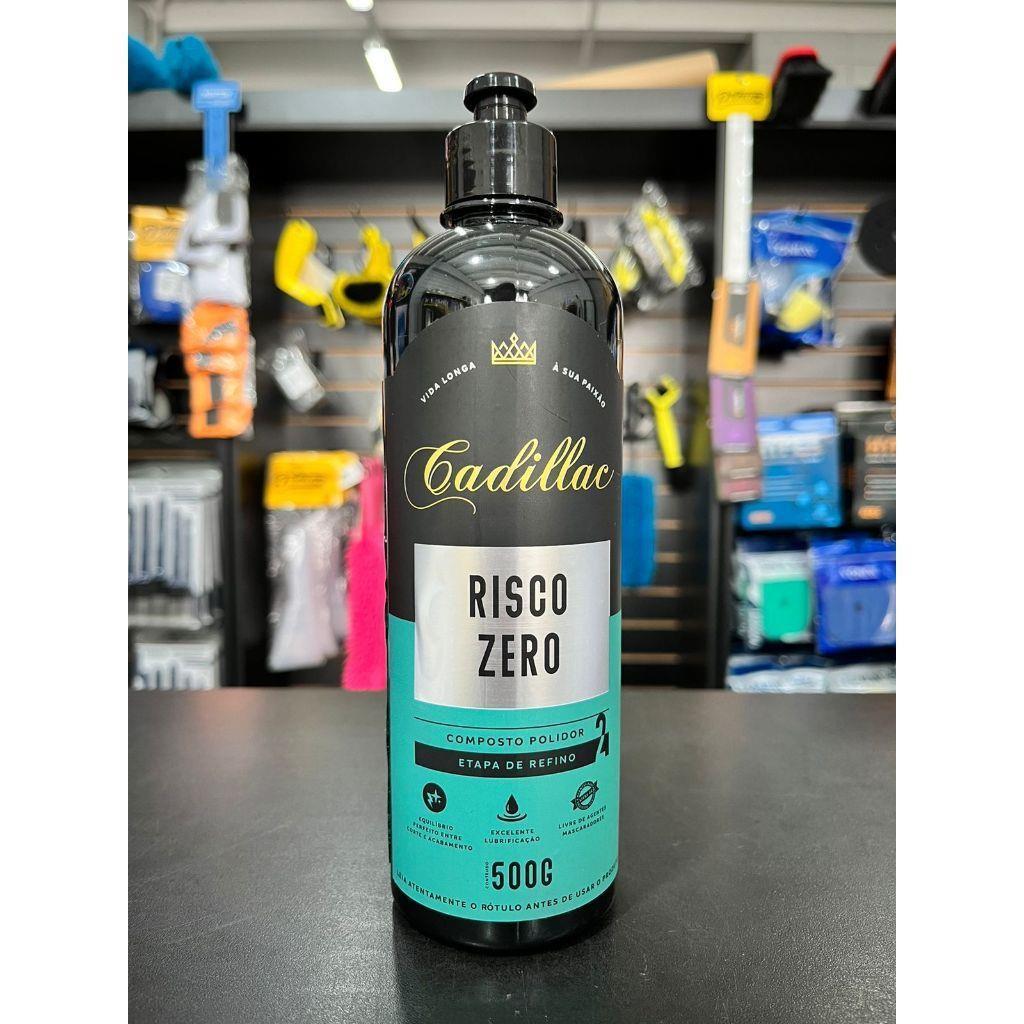 VIDA LONGA
À SUA PAIXÃO
Cadillac
RISCO
ZERO
COMPOSTO POLIDOR
2
ETAPA DE REFINO
EQUILÍBRIO
PERFEITO ENTRE
CORTE E ACABAMENTO
EXCELENTE
LUBRIFICAÇÃO
LIVRE DE AGENTES
MASCARADORES
CONTEÚDO
500G
LEIA ATENTAMENTE O RÓTULO ANTES DE USAR O